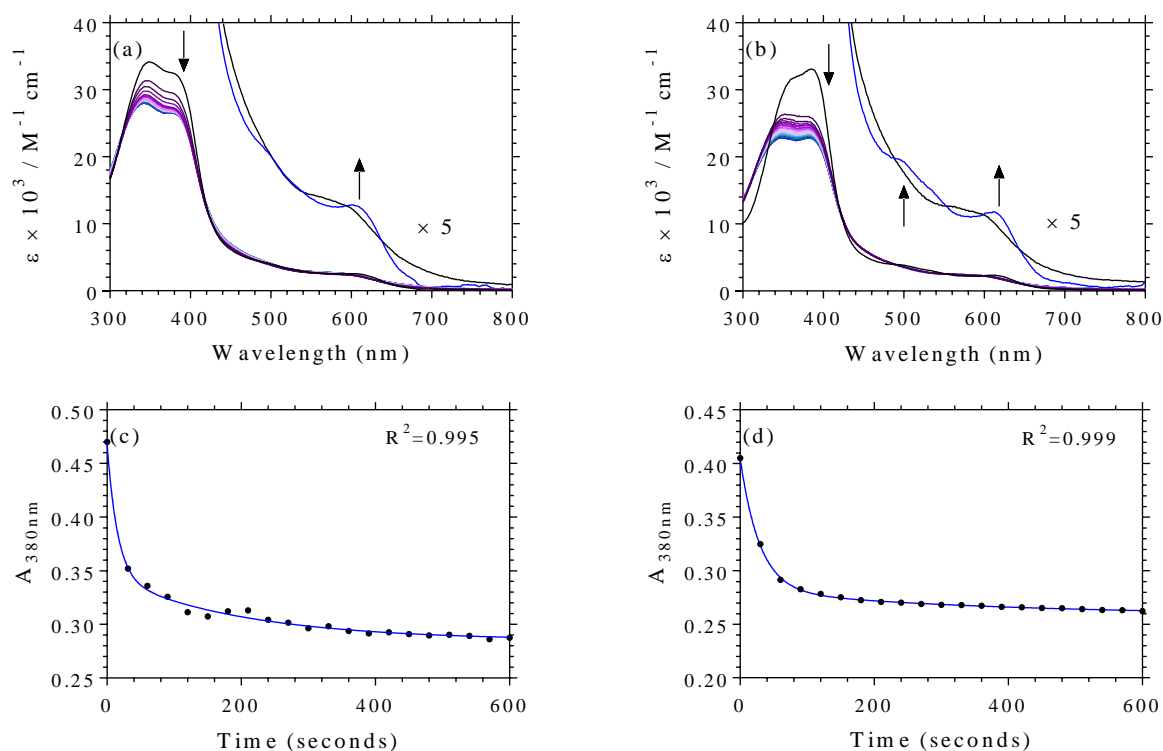 (a)
ε × 10³ / M⁻¹ cm⁻¹
40
30
20
10
0
× 5
300 400 500 600 700 800
Wavelength (nm)
(b)
ε × 10³ / M⁻¹ cm⁻¹
40
30
20
10
0
× 5
300 400 500 600 700 800
Wavelength (nm)
(c)
R²=0.995
A380nm
0.50
0.45
0.40
0.35
0.30
0.25
0 200 400 600
Time (seconds)
(d)
R²=0.999
A380nm
0.45
0.40
0.35
0.30
0.25
0.20
0 200 400 600
Time (seconds)